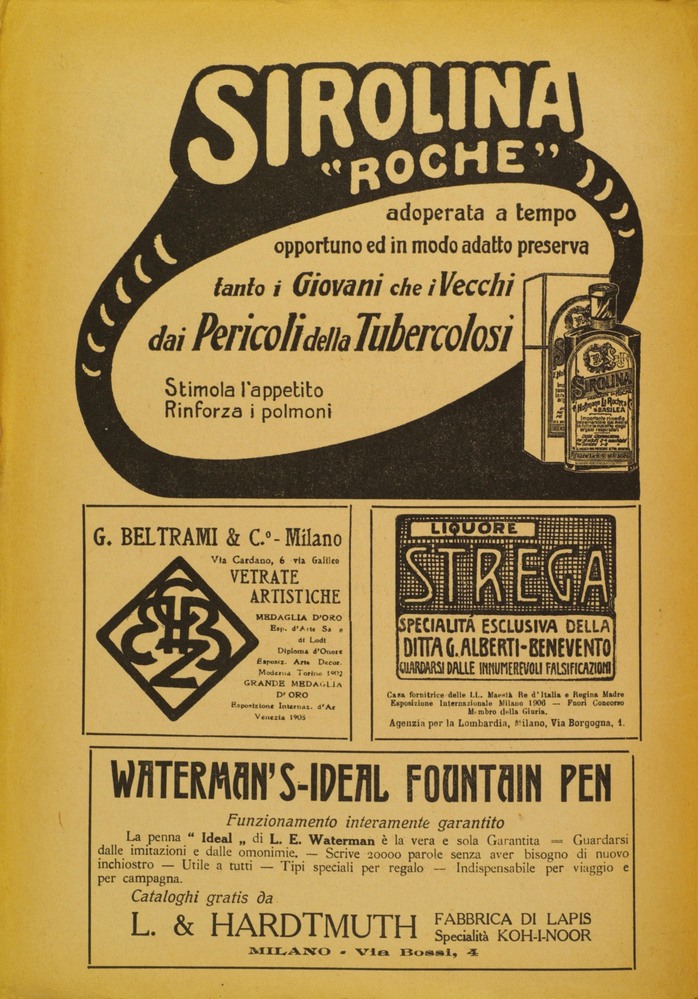 SIROLINA
"ROCHE"
adoperata a tempo
opportuno ed in modo adatto preserva
tanto i Giovani che i Vecchi
dai Pericoli della Tubercolosi
Stimola l'appetito
Rinforza i polmoni
SIROLINA
BASILEA
G. BELTRAMI & C.º - Milano
Via Cardano, 6 via Galileo
VETRATE
ARTISTICHE
MEDAGLIA D'ORO
Esp. d'Arte Sa
di Lodi
Diploma d'Onore
Esposiz. Arte Decor.
Moderna Torino 1902
GRANDE MEDAGLIA
D'ORO
Esposizione Internaz. d'Ar
Venezia 1905
LIQUORE
STREGA
SPECIALITÁ ESCLUSIVA DELLA
DITTA G. ALBERTI-BENEVENTO
GUARDARSI DALLE INNUMEREVOLI FALSIFICAZIONI
Casa fornitrice delle LL. Maestà Re d'Italia e Regina Madre
Esposizione Internazionale Milano 1906 — Fuori Concorso
Membro della Giuria.
Agenzia per la Lombardia, Milano, Via Borgogna, 1.
WATERMAN'S-IDEAL FOUNTAIN PEN
Funzionamento interamente garantito
La penna " Ideal „ di L. E. Waterman è la vera e sola Garantita — Guardarsi
dalle imitazioni e dalle omonimie. — Scrive 20000 parole senza aver bisogno di nuovo
inchiostro — Utile a tutti — Tipi speciali per regalo — Indispensabile per viaggio e
per campagna.
Cataloghi gratis da
L. & HARDTMUTH
FABBRICA DI LAPIS
Specialità KOH-I-NOOR
MILANO - Via Bossi, 4